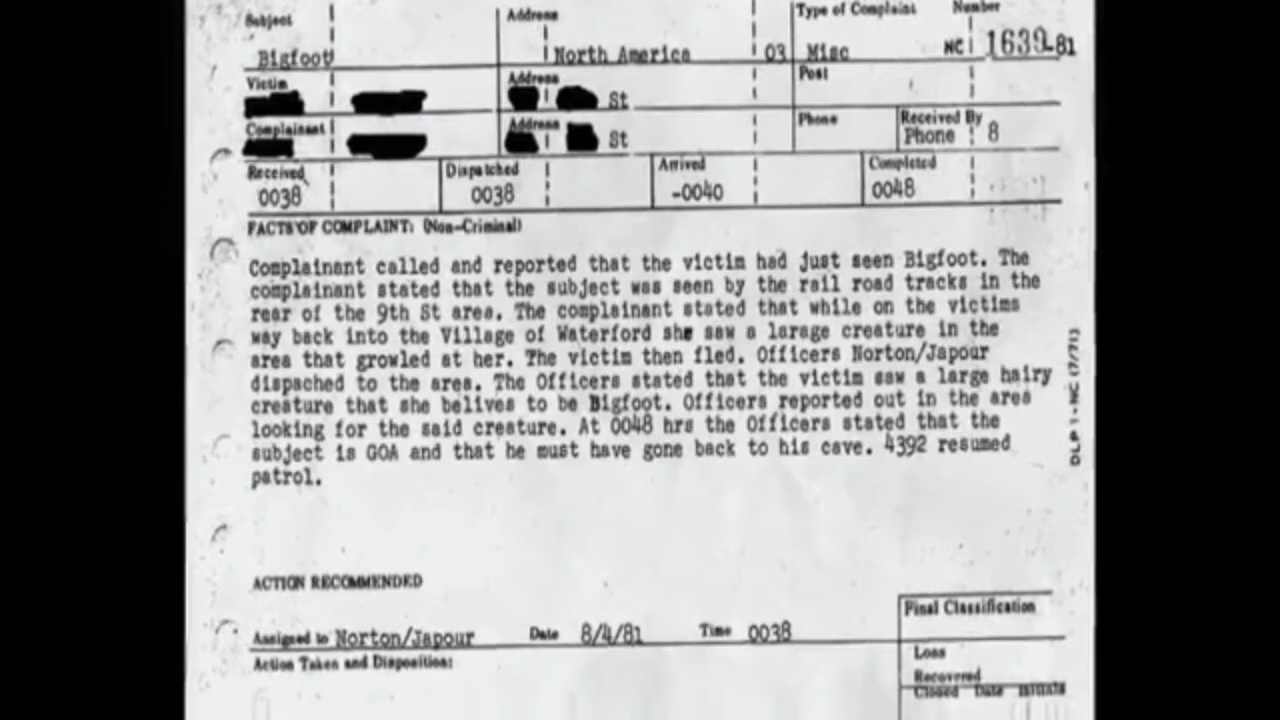 Subject Address Type of Complaint Number
Bigfoot North America 03 Misc NC 1639-81
Victim Address Post
St
Complainant Address Phone Received By
St Phone 8
Received Dispatched Arrived Completed
0038 0038 -0040 0048
FACTS OF COMPLAINT: (Non-Criminal)
Complainant called and reported that the victim had just seen Bigfoot. The
complainant stated that the subject was seen by the rail road tracks in the
rear of the 9th St area. The complainant stated that while on the victims
way back into the Village of Waterford she saw a larage creature in the
area that growled at her. The victim then fled. Officers Norton/Japour
dispached to the area. The Officers stated that the victim saw a large hairy
creature that she belives to be Bigfoot. Officers reported out in the area
looking for the said creature. At 0048 hrs the Officers stated that the
subject is GOA and that he must have gone back to his cave. 4392 resumed
patrol.
DLP 1-NC (7/71)
ACTION RECOMMENDED
Final Classification
Assigned to Norton/Japour Date 8/4/81 Time 0038
Action Taken and Disposition:
Loss
Recovered
Closed Date Initials